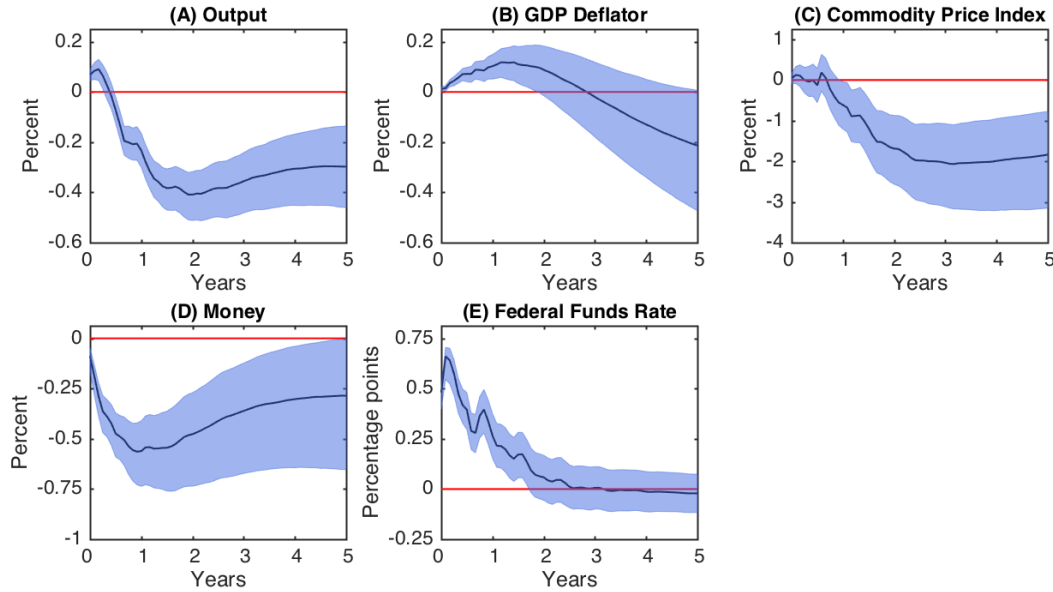 (A) Output
0.2
0
-0.2
-0.4
-0.6
Percent
0 1 2 3 4 5
Years
(B) GDP Deflator
0.2
0
-0.2
-0.4
-0.6
Percent
0 1 2 3 4 5
Years
(C) Commodity Price Index
1
0
-1
-2
-3
-4
Percent
0 1 2 3 4 5
Years
(D) Money
0
-0.25
-0.5
-0.75
-1
Percent
0 1 2 3 4 5
Years
(E) Federal Funds Rate
0.75
0.5
0.25
0
-0.25
Percentage points
0 1 2 3 4 5
Years